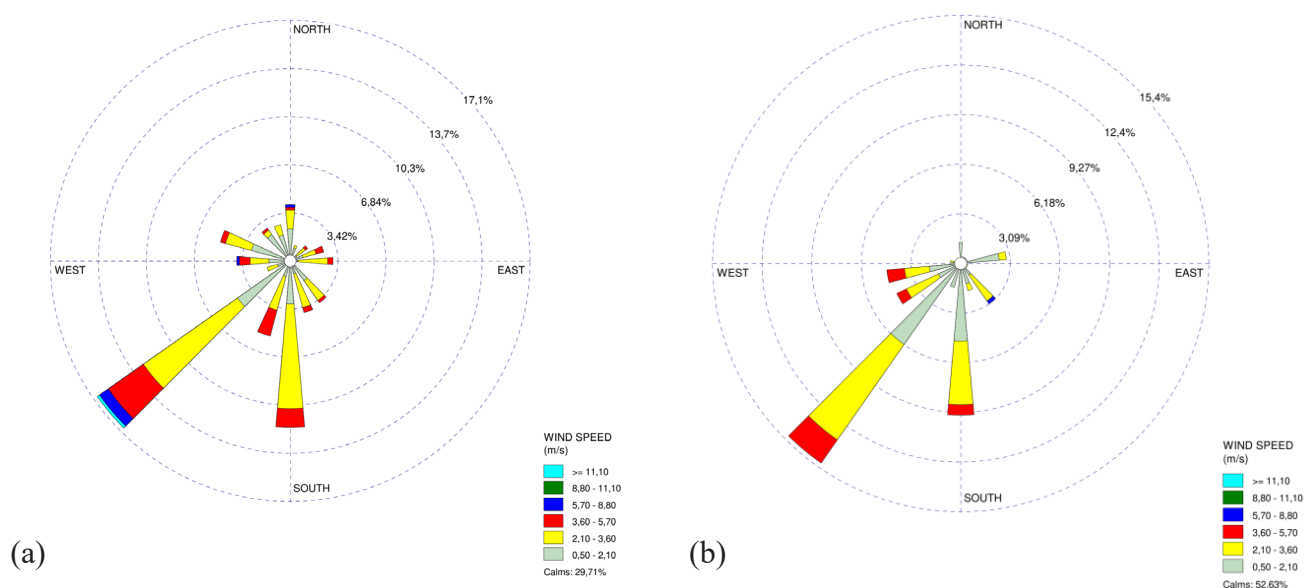 NORTH
17,1%
13,7%
10,3%
6,84%
3,42%
WEST
EAST
SOUTH
WIND SPEED
(m/s)
>= 11,10
8,80 - 11,10
5,70 - 8,80
3,60 - 5,70
2,10 - 3,60
0,50 - 2,10
Calms: 29,71%
(a)
NORTH
15,4%
12,4%
9,27%
6,18%
3,09%
WEST
EAST
SOUTH
WIND SPEED
(m/s)
>= 11,10
8,80 - 11,10
5,70 - 8,80
3,60 - 5,70
2,10 - 3,60
0,50 - 2,10
Calms: 52,63%
(b)